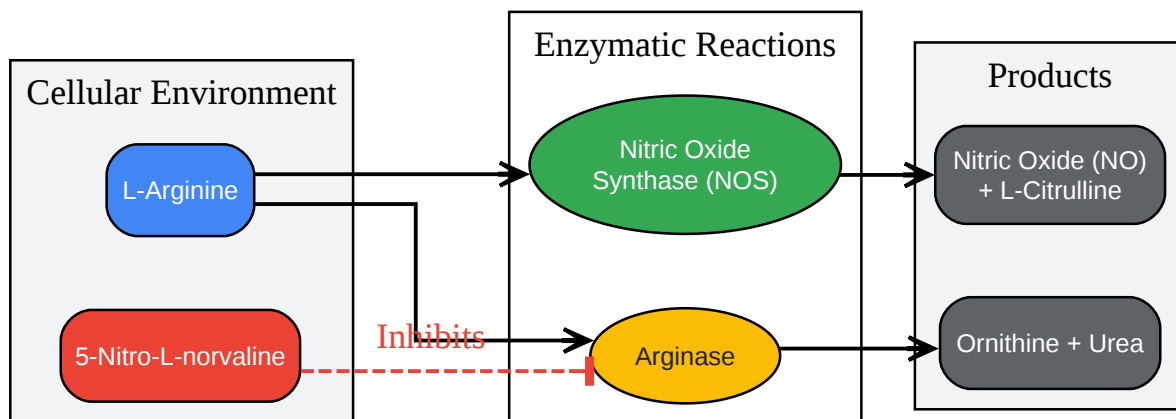 Cellular Environment
Enzymatic Reactions
Products
L-Arginine
Nitric Oxide
Synthase (NOS)
Nitric Oxide (NO)
+ L-Citrulline
5-Nitro-L-norvaline
Inhibits
Arginase
Ornithine + Urea